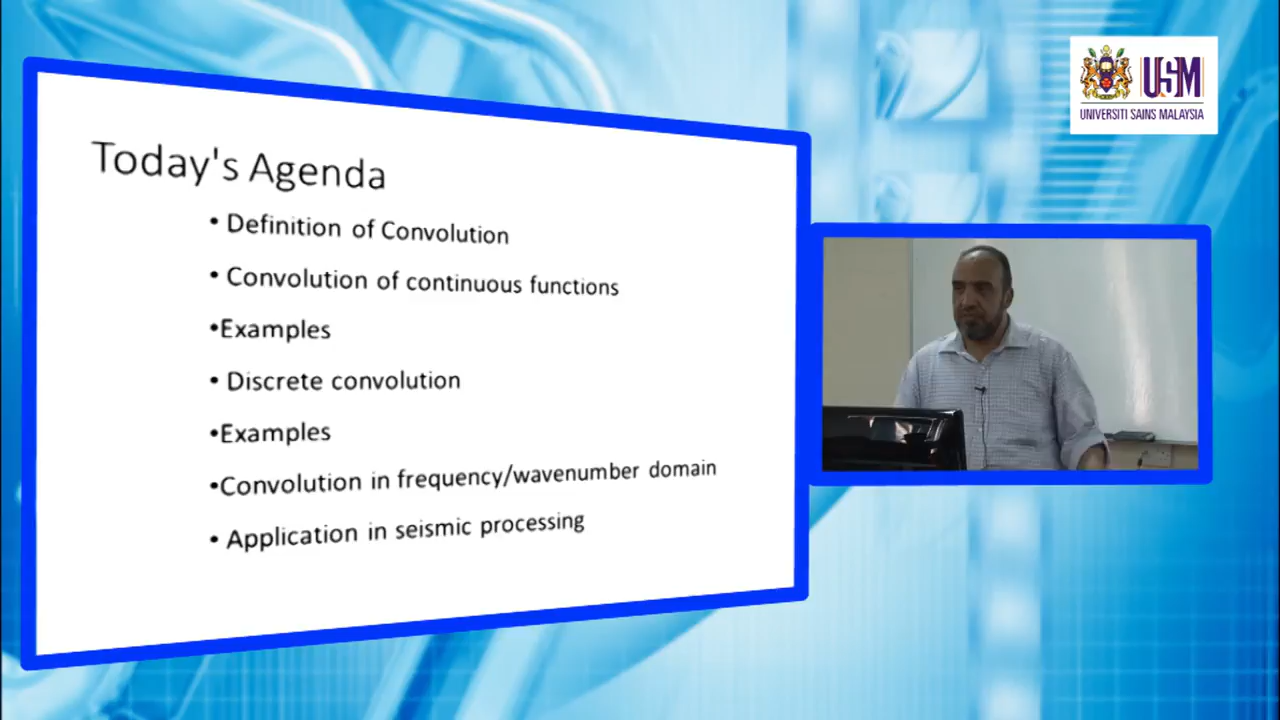 Today's Agenda
• Definition of Convolution
• Convolution of continuous functions
•Examples
• Discrete convolution
•Examples
•Convolution in frequency/wavenumber domain
• Application in seismic processing
USM
UNIVERSITI SAINS MALAYSIA